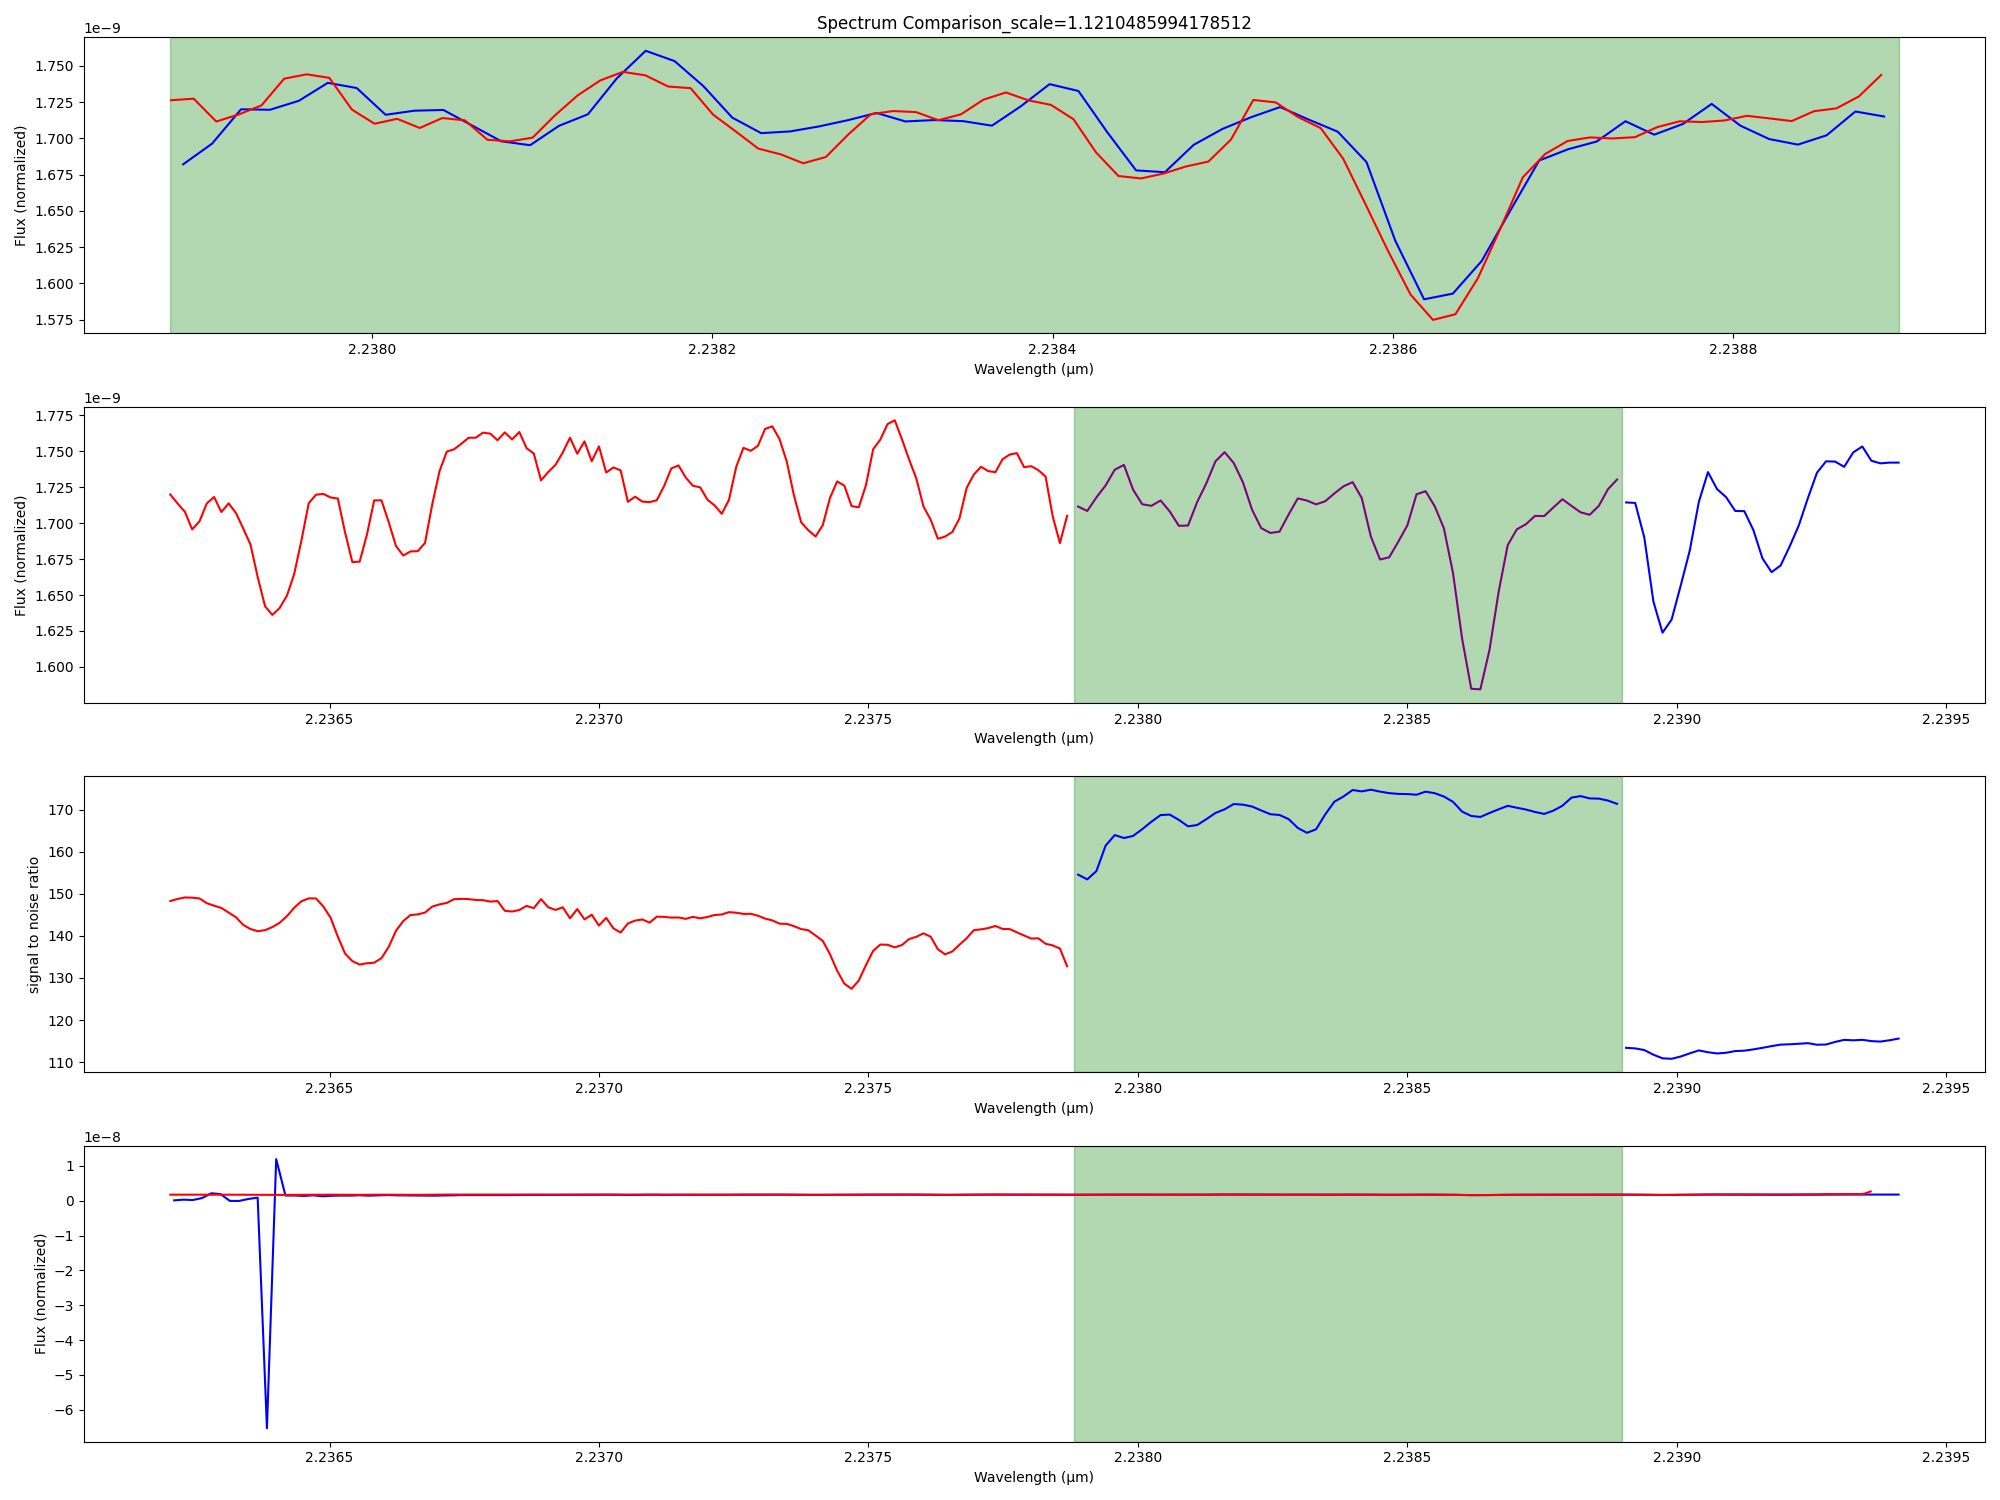 Spectrum Comparison_scale=1.1210485994178512
1e−9
1.750
1.725
1.700
1.675
1.650
1.625
1.600
1.575
Flux (normalized)
2.2380 2.2382 2.2384 2.2386 2.2388
Wavelength (μm)
1e−9
1.775
1.750
1.725
1.700
1.675
1.650
1.625
1.600
Flux (normalized)
2.2365 2.2370 2.2375 2.2380 2.2385 2.2390 2.2395
Wavelength (μm)
170
160
150
140
130
120
110
signal to noise ratio
2.2365 2.2370 2.2375 2.2380 2.2385 2.2390 2.2395
Wavelength (μm)
1e−8
1
0
−1
−2
−3
−4
−5
−6
Flux (normalized)
2.2365 2.2370 2.2375 2.2380 2.2385 2.2390 2.2395
Wavelength (μm)